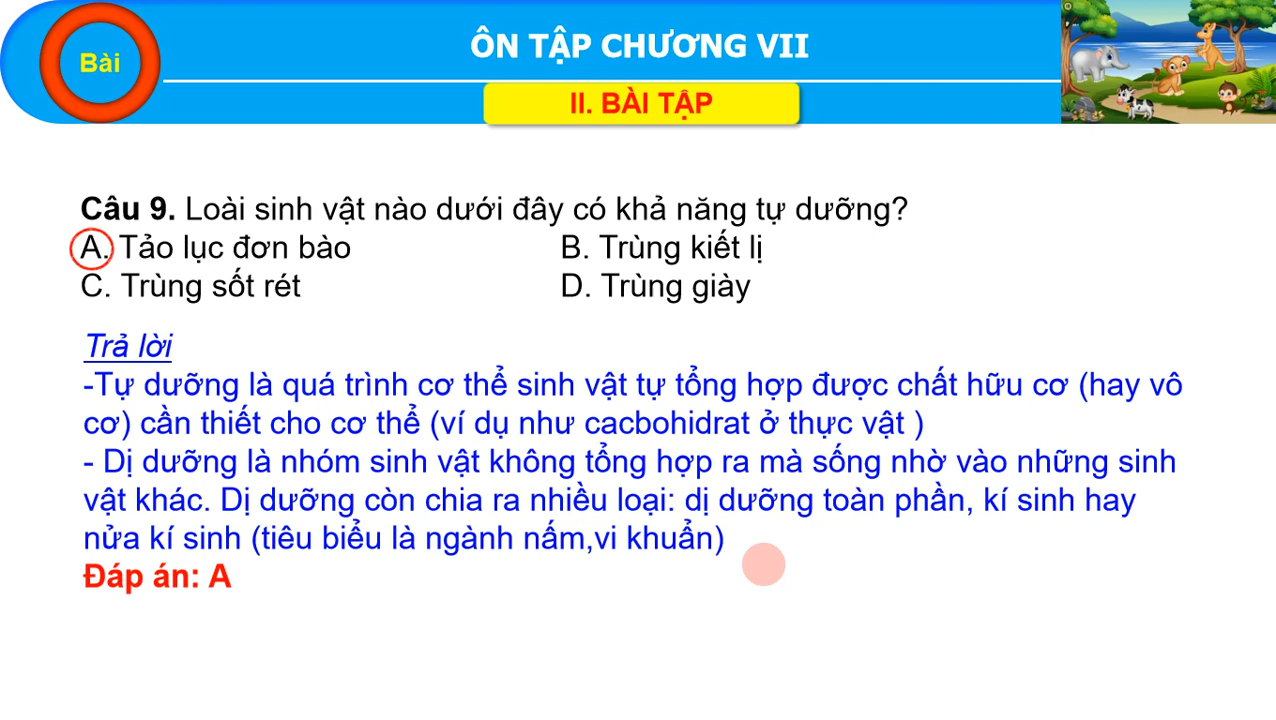 Bài
ÔN TẬP CHƯƠNG VII
II. BÀI TẬP
Câu 9. Loài sinh vật nào dưới đây có khả năng tự dưỡng?
A. Tảo lục đơn bào B. Trùng kiết lị
C. Trùng sốt rét D. Trùng giày
Trả lời
-Tự dưỡng là quá trình cơ thể sinh vật tự tổng hợp được chất hữu cơ (hay vô
cơ) cần thiết cho cơ thể (ví dụ như cacbohidrat ở thực vật )
- Dị dưỡng là nhóm sinh vật không tổng hợp ra mà sống nhờ vào những sinh
vật khác. Dị dưỡng còn chia ra nhiều loại: dị dưỡng toàn phần, kí sinh hay
nửa kí sinh (tiêu biểu là ngành nấm,vi khuẩn)
Đáp án: A